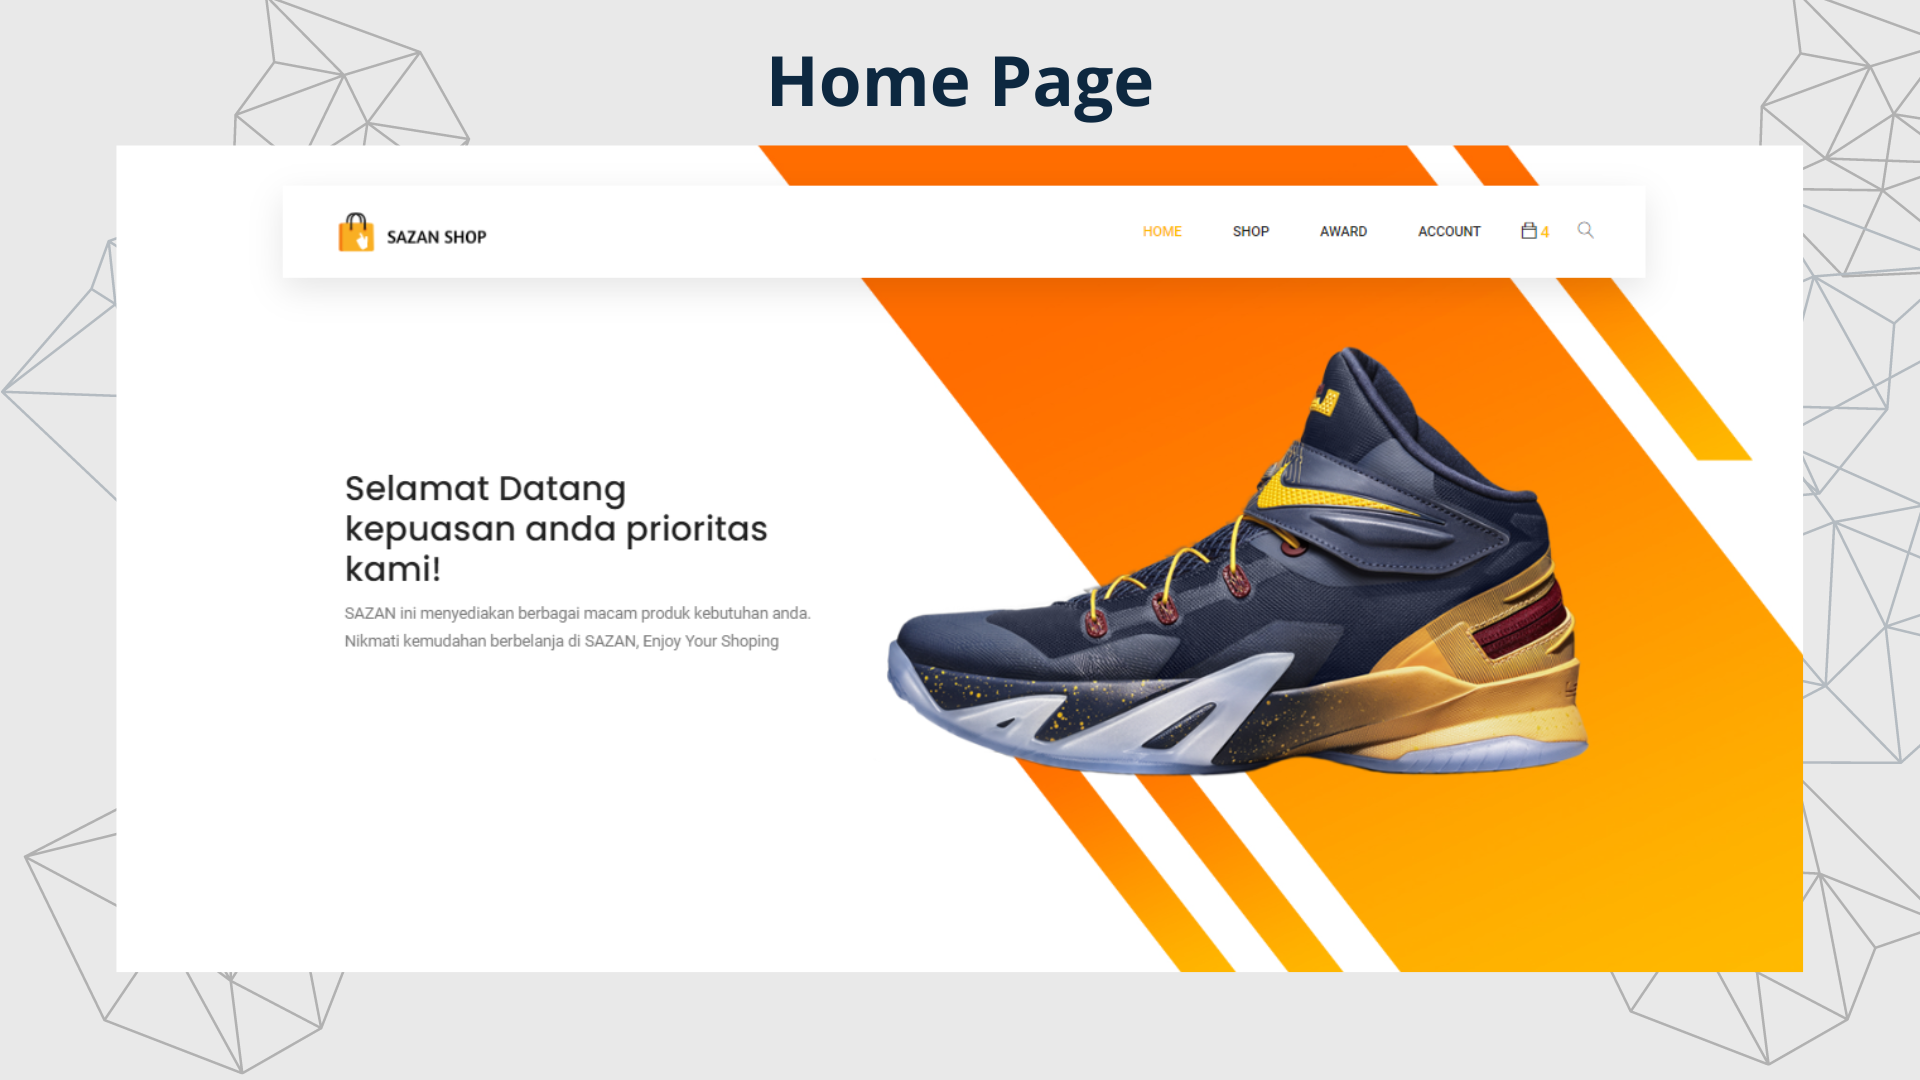 Home Page
SAZAN SHOP
HOME SHOP AWARD ACCOUNT 4
Selamat Datang
kepuasan anda prioritas
kami!
SAZAN ini menyediakan berbagai macam produk kebutuhan anda.
Nikmati kemudahan berbelanja di SAZAN, Enjoy Your Shoping